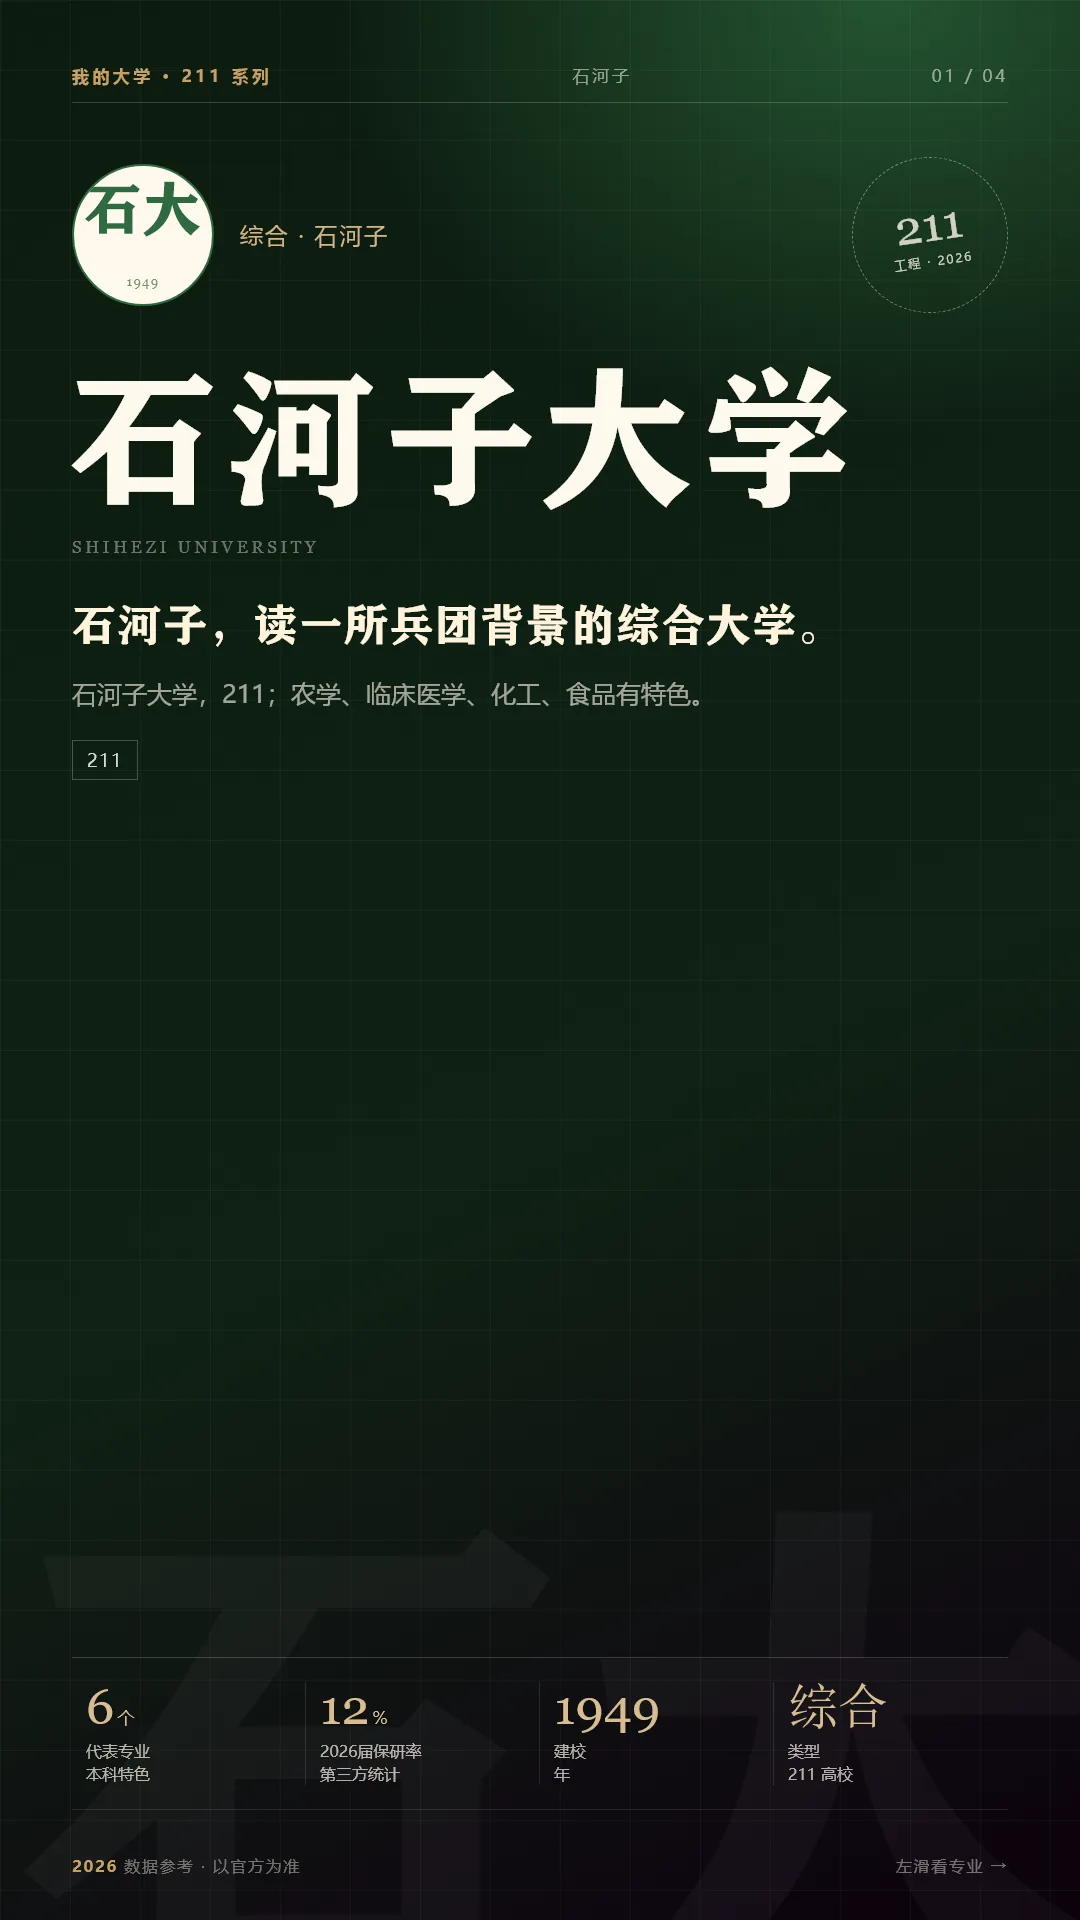 我的大学 · 211 系列
石河子
01 / 04
石大
1949
综合 · 石河子
211
工程 · 2026
石河子大学
SHIHEZI UNIVERSITY
石河子，读一所兵团背景的综合大学。
石河子大学，211；农学、临床医学、化工、食品有特色。
211
石大
6个
代表专业
本科特色
12%
2026届保研率
第三方统计
1949
建校
年
综合
类型
211 高校
2026 数据参考 · 以官方为准
左滑看专业 →